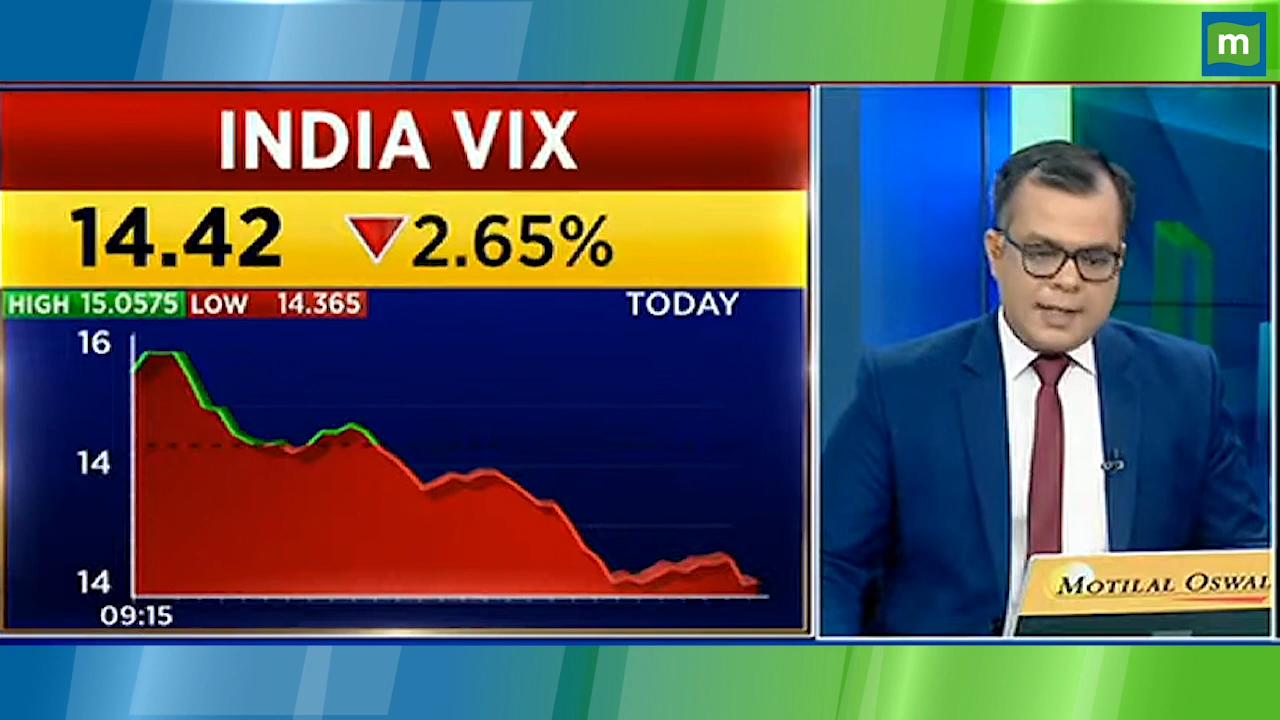 m
INDIA VIX
14.42 ▼2.65%
HIGH 15.0575 LOW 14.365 TODAY
16
14
14
09:15
MOTILAL OSWAL